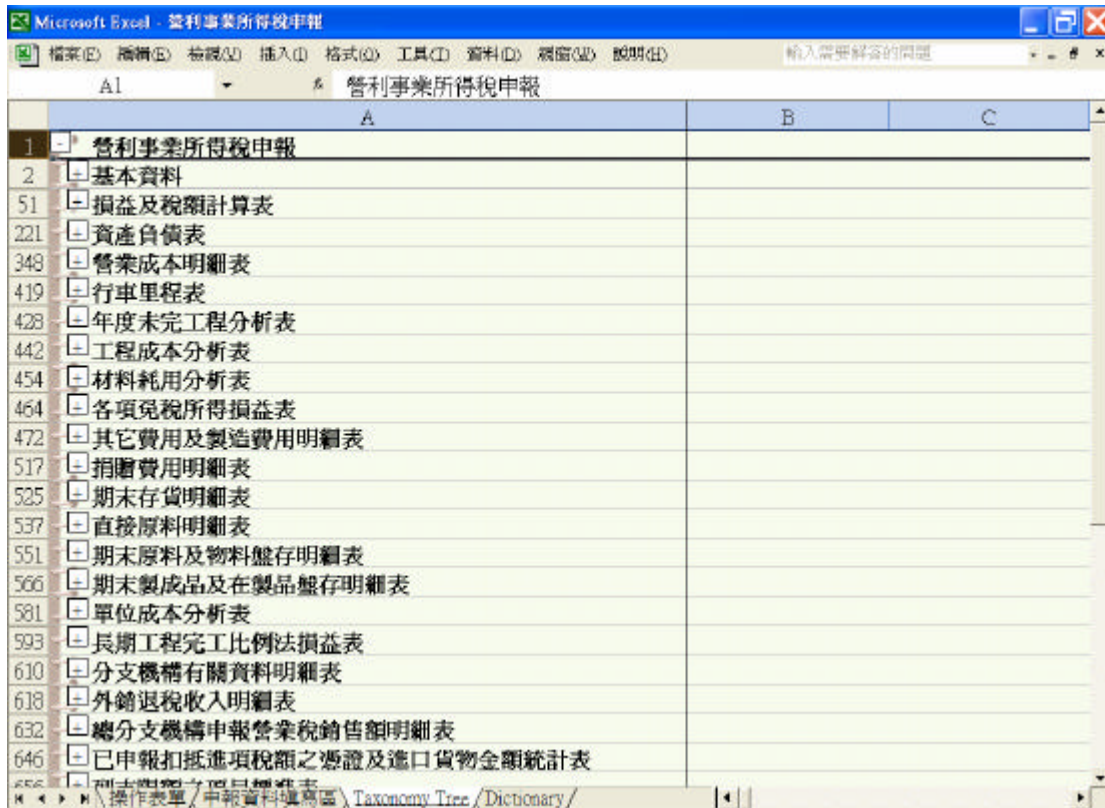 Microsoft Excel - 營利事業所得稅申報
檔案(E) 編輯(E) 檢視(V) 插入(I) 格式(O) 工具(T) 資料(D) 視窗(W) 說明(H) 輸入需要解答的問題
A1 營利事業所得稅申報
A B C
1 營利事業所得稅申報
2 基本資料
51 損益及稅額計算表
221 資產負債表
348 營業成本明細表
419 行車里程表
428 年度未完工程分析表
442 工程成本分析表
454 材料耗用分析表
464 各項免稅所得損益表
472 其它費用及製造費用明細表
517 捐贈費用明細表
525 期末存貨明細表
537 直接原料明細表
551 期末原料及物料盤存明細表
566 期末製成品及在製品盤存明細表
581 單位成本分析表
593 長期工程完工比例法損益表
610 分支機構有關資料明細表
618 外銷退稅收入明細表
632 總分支機構申報營業稅銷售額明細表
646 已申報扣抵進項稅額之憑證及進口貨物金額統計表
656
操作表單 / 申報資料填寫區 \ Taxonomy Tree / Dictionary /